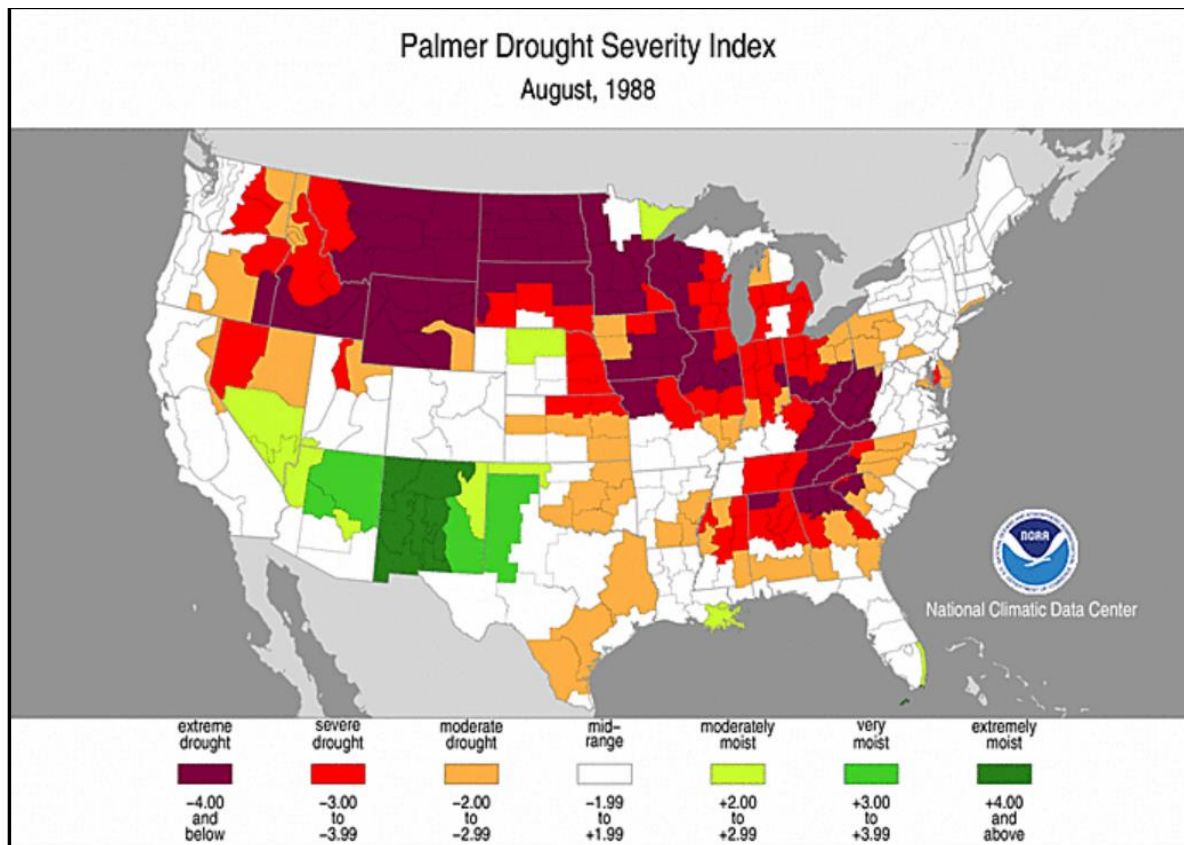 Palmer Drought Severity Index
August, 1988
NOAA
National Climatic Data Center
extreme drought
severe drought
moderate drought
mid-range
moderately moist
very moist
extremely moist
-4.00 and below
-3.00 to -3.99
-2.00 to -2.99
-1.99 to +1.99
+2.00 to +2.99
+3.00 to +3.99
+4.00 and above